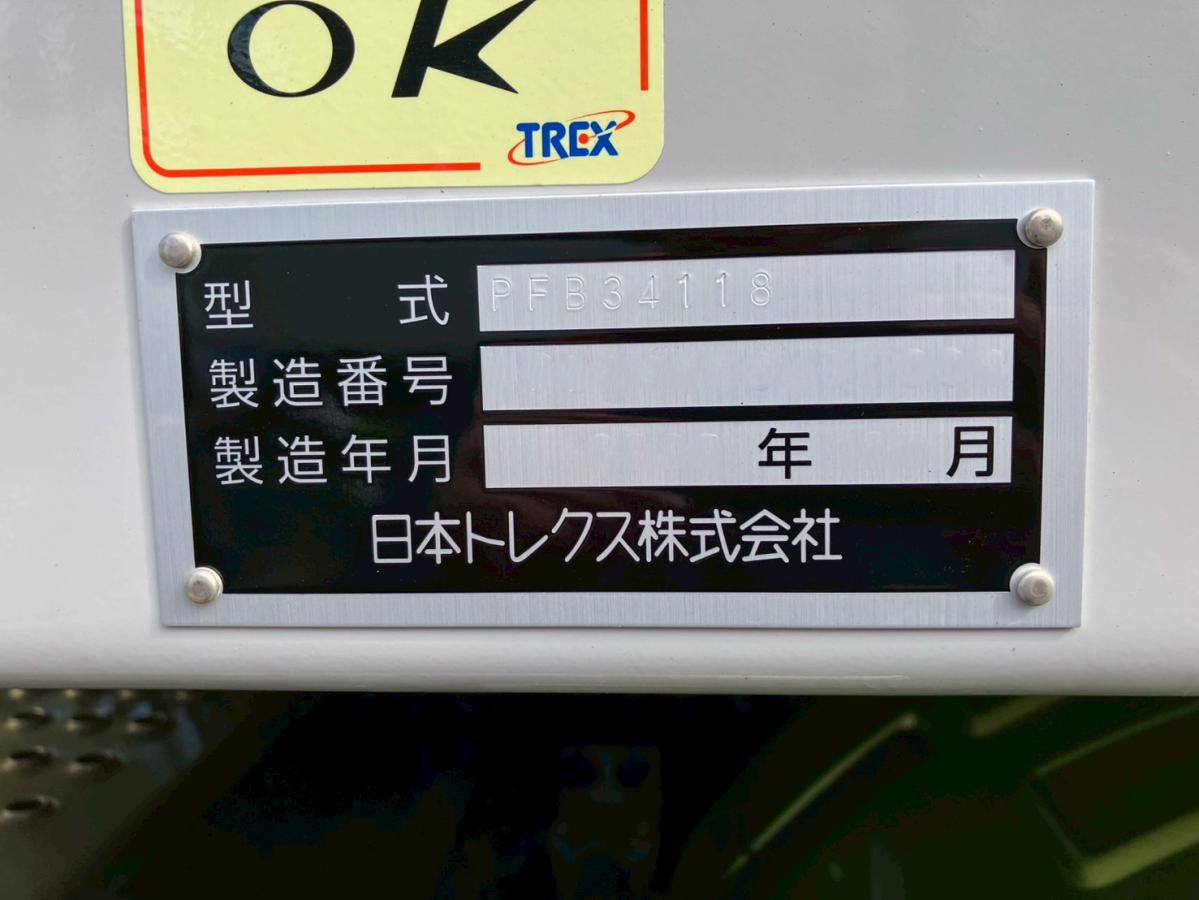 OK
TREX
型式 PFB34118
製造番号
製造年月 年 月
日本トレクス株式会社